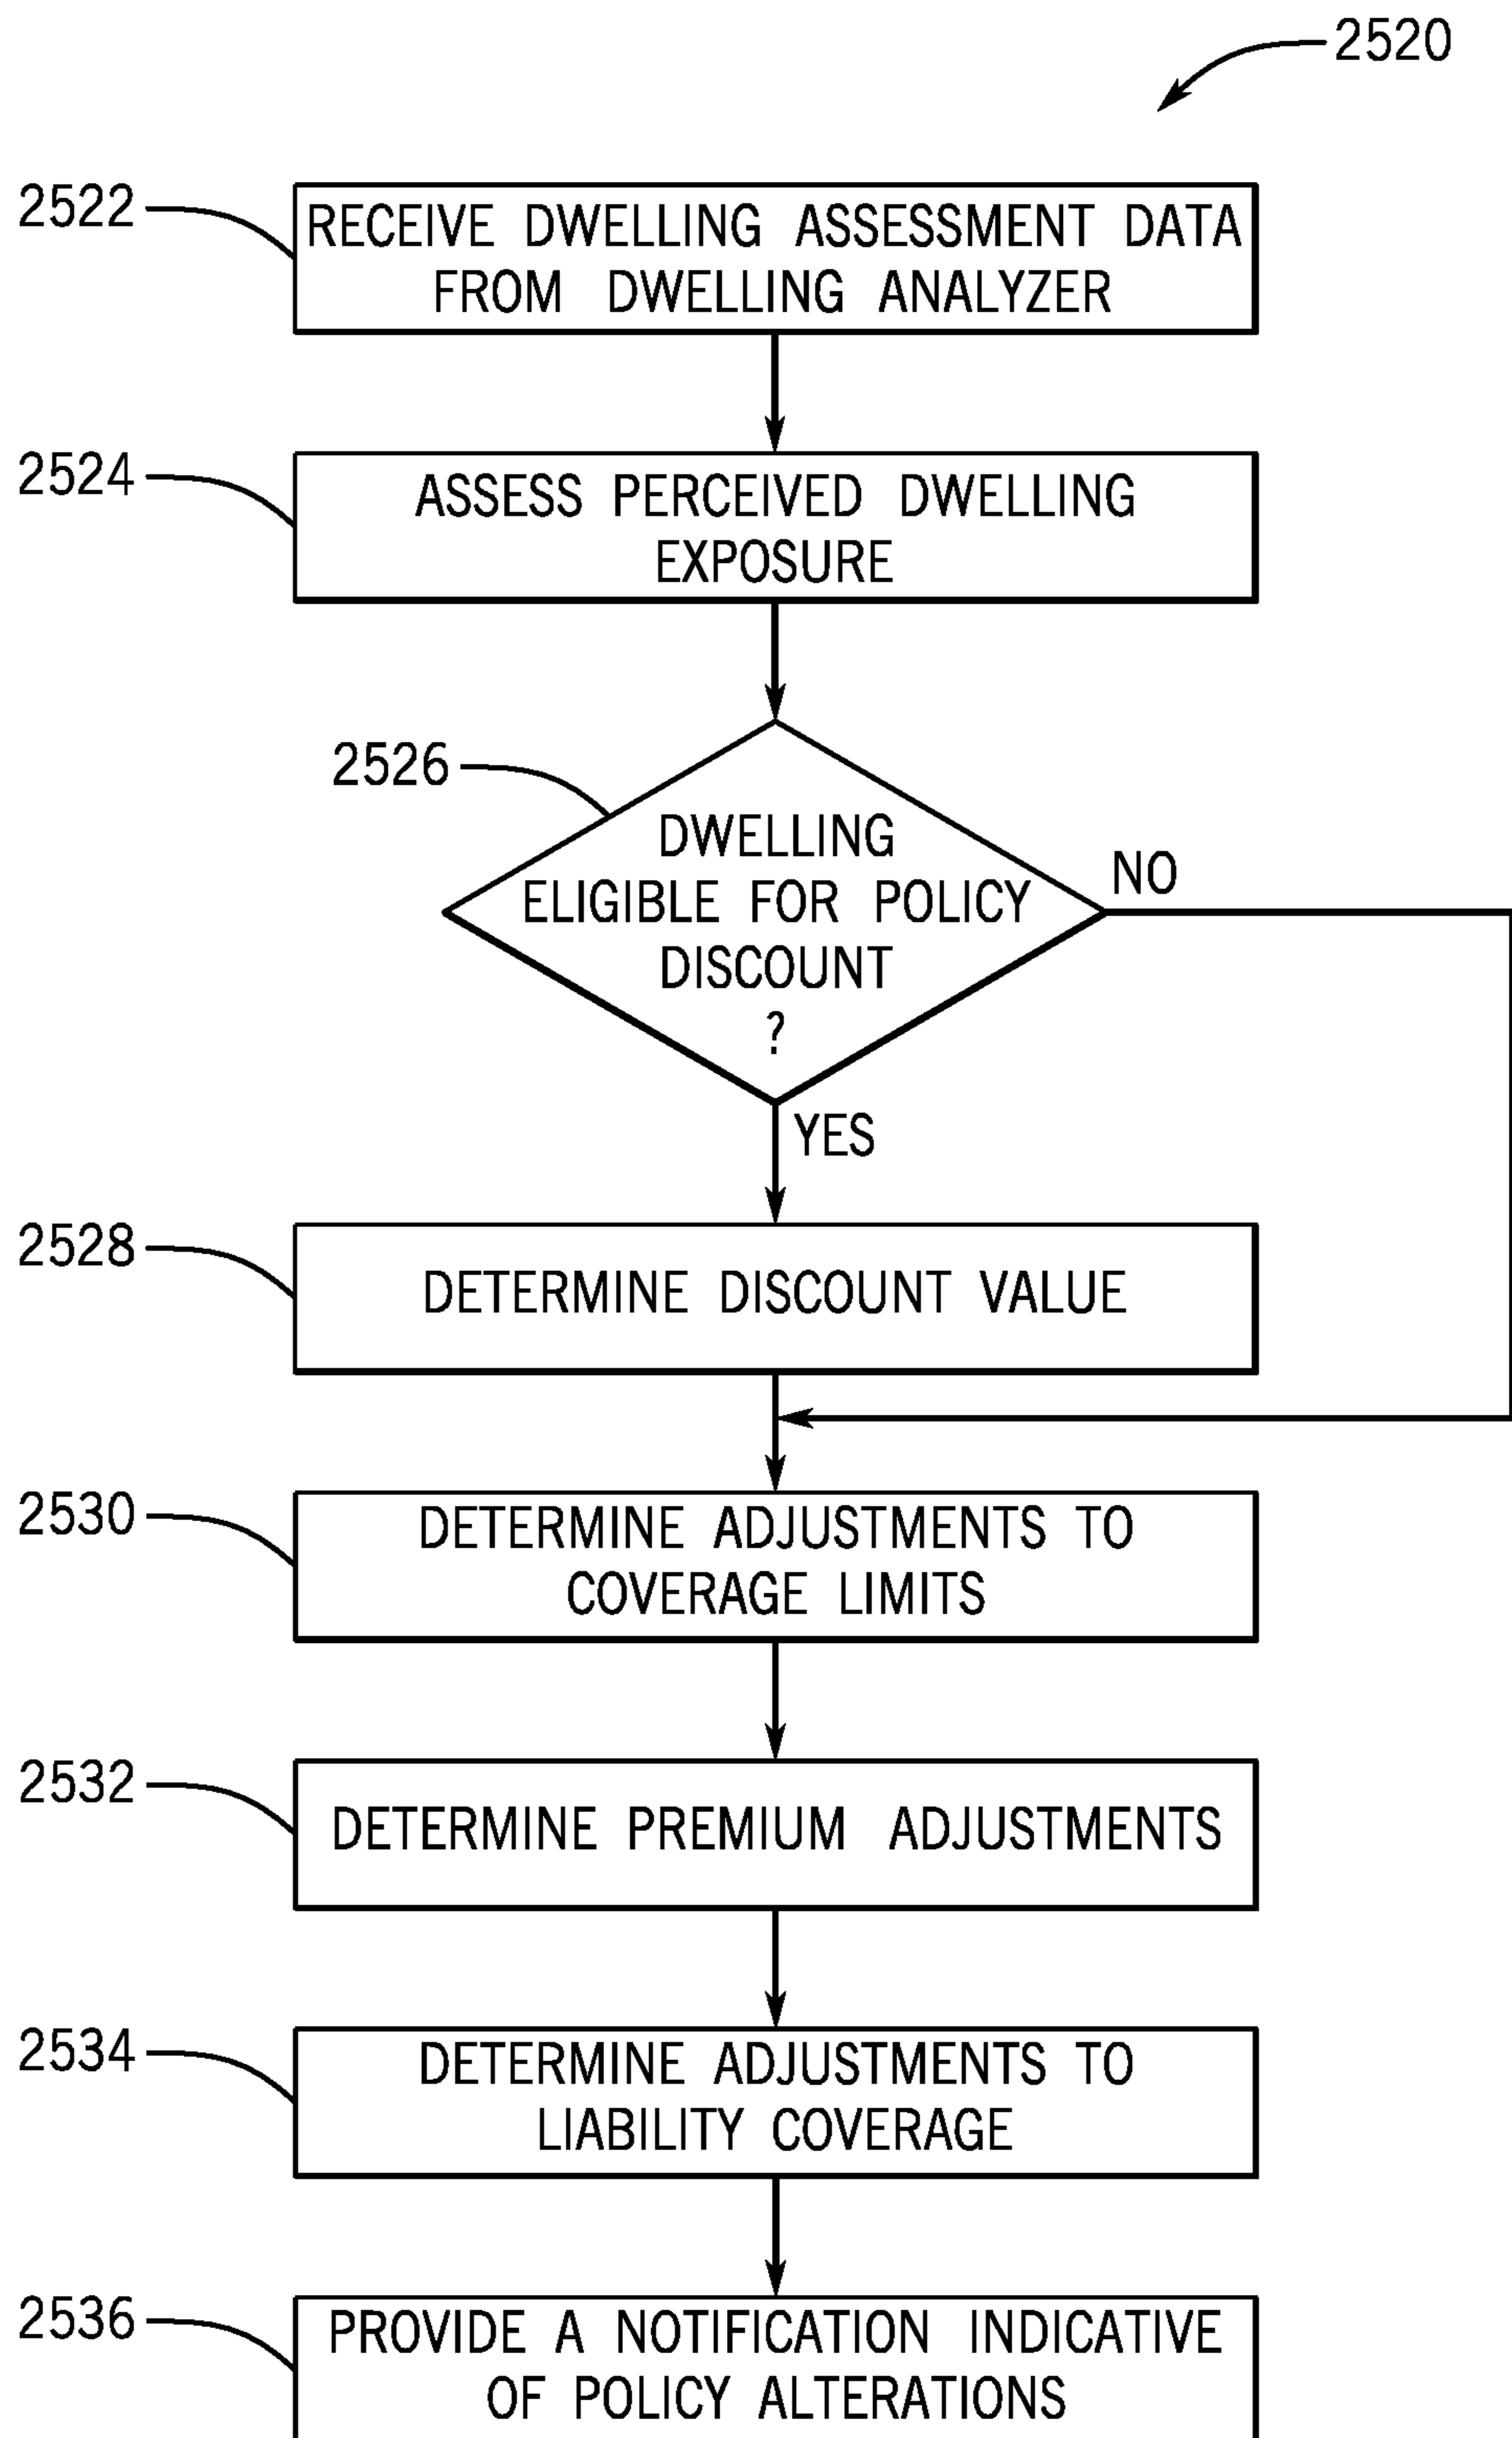 2520
2522
RECEIVE DWELLING ASSESSMENT DATA
FROM DWELLING ANALYZER
2524
ASSESS PERCEIVED DWELLING
EXPOSURE
2526
DWELLING
ELIGIBLE FOR POLICY
DISCOUNT
?
NO
YES
2528
DETERMINE DISCOUNT VALUE
2530
DETERMINE ADJUSTMENTS TO
COVERAGE LIMITS
2532
DETERMINE PREMIUM ADJUSTMENTS
2534
DETERMINE ADJUSTMENTS TO
LIABILITY COVERAGE
2536
PROVIDE A NOTIFICATION INDICATIVE
OF POLICY ALTERATIONS